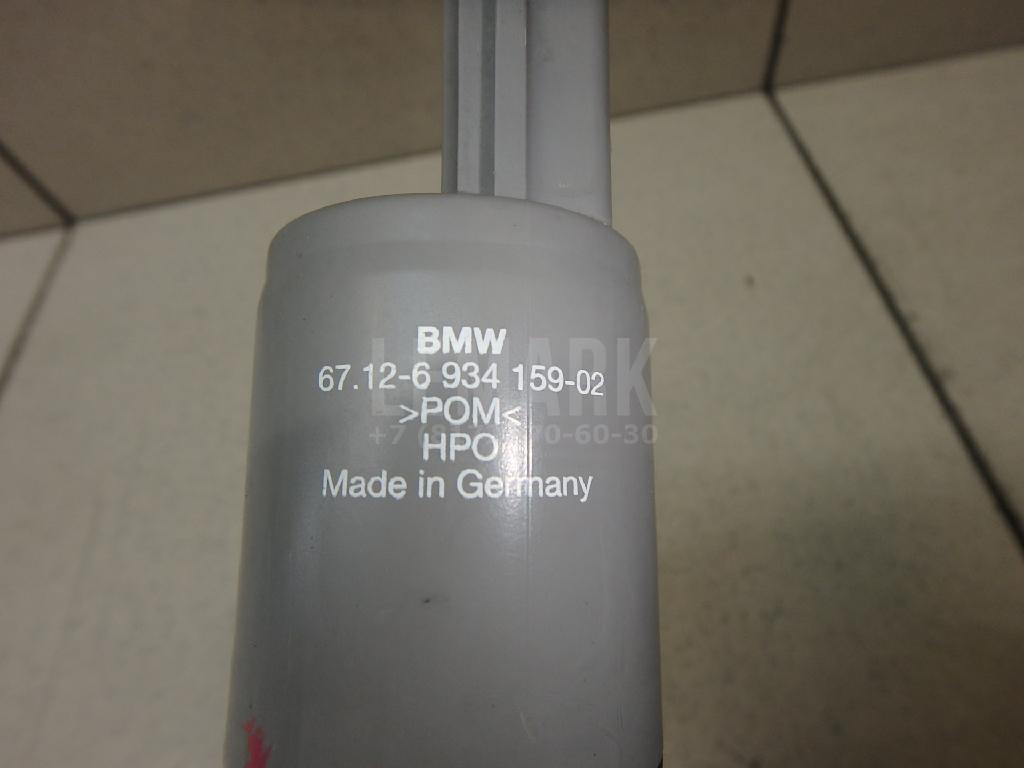 BMW
67.12-6 934 159-02
>POM<
HPO
Made in Germany